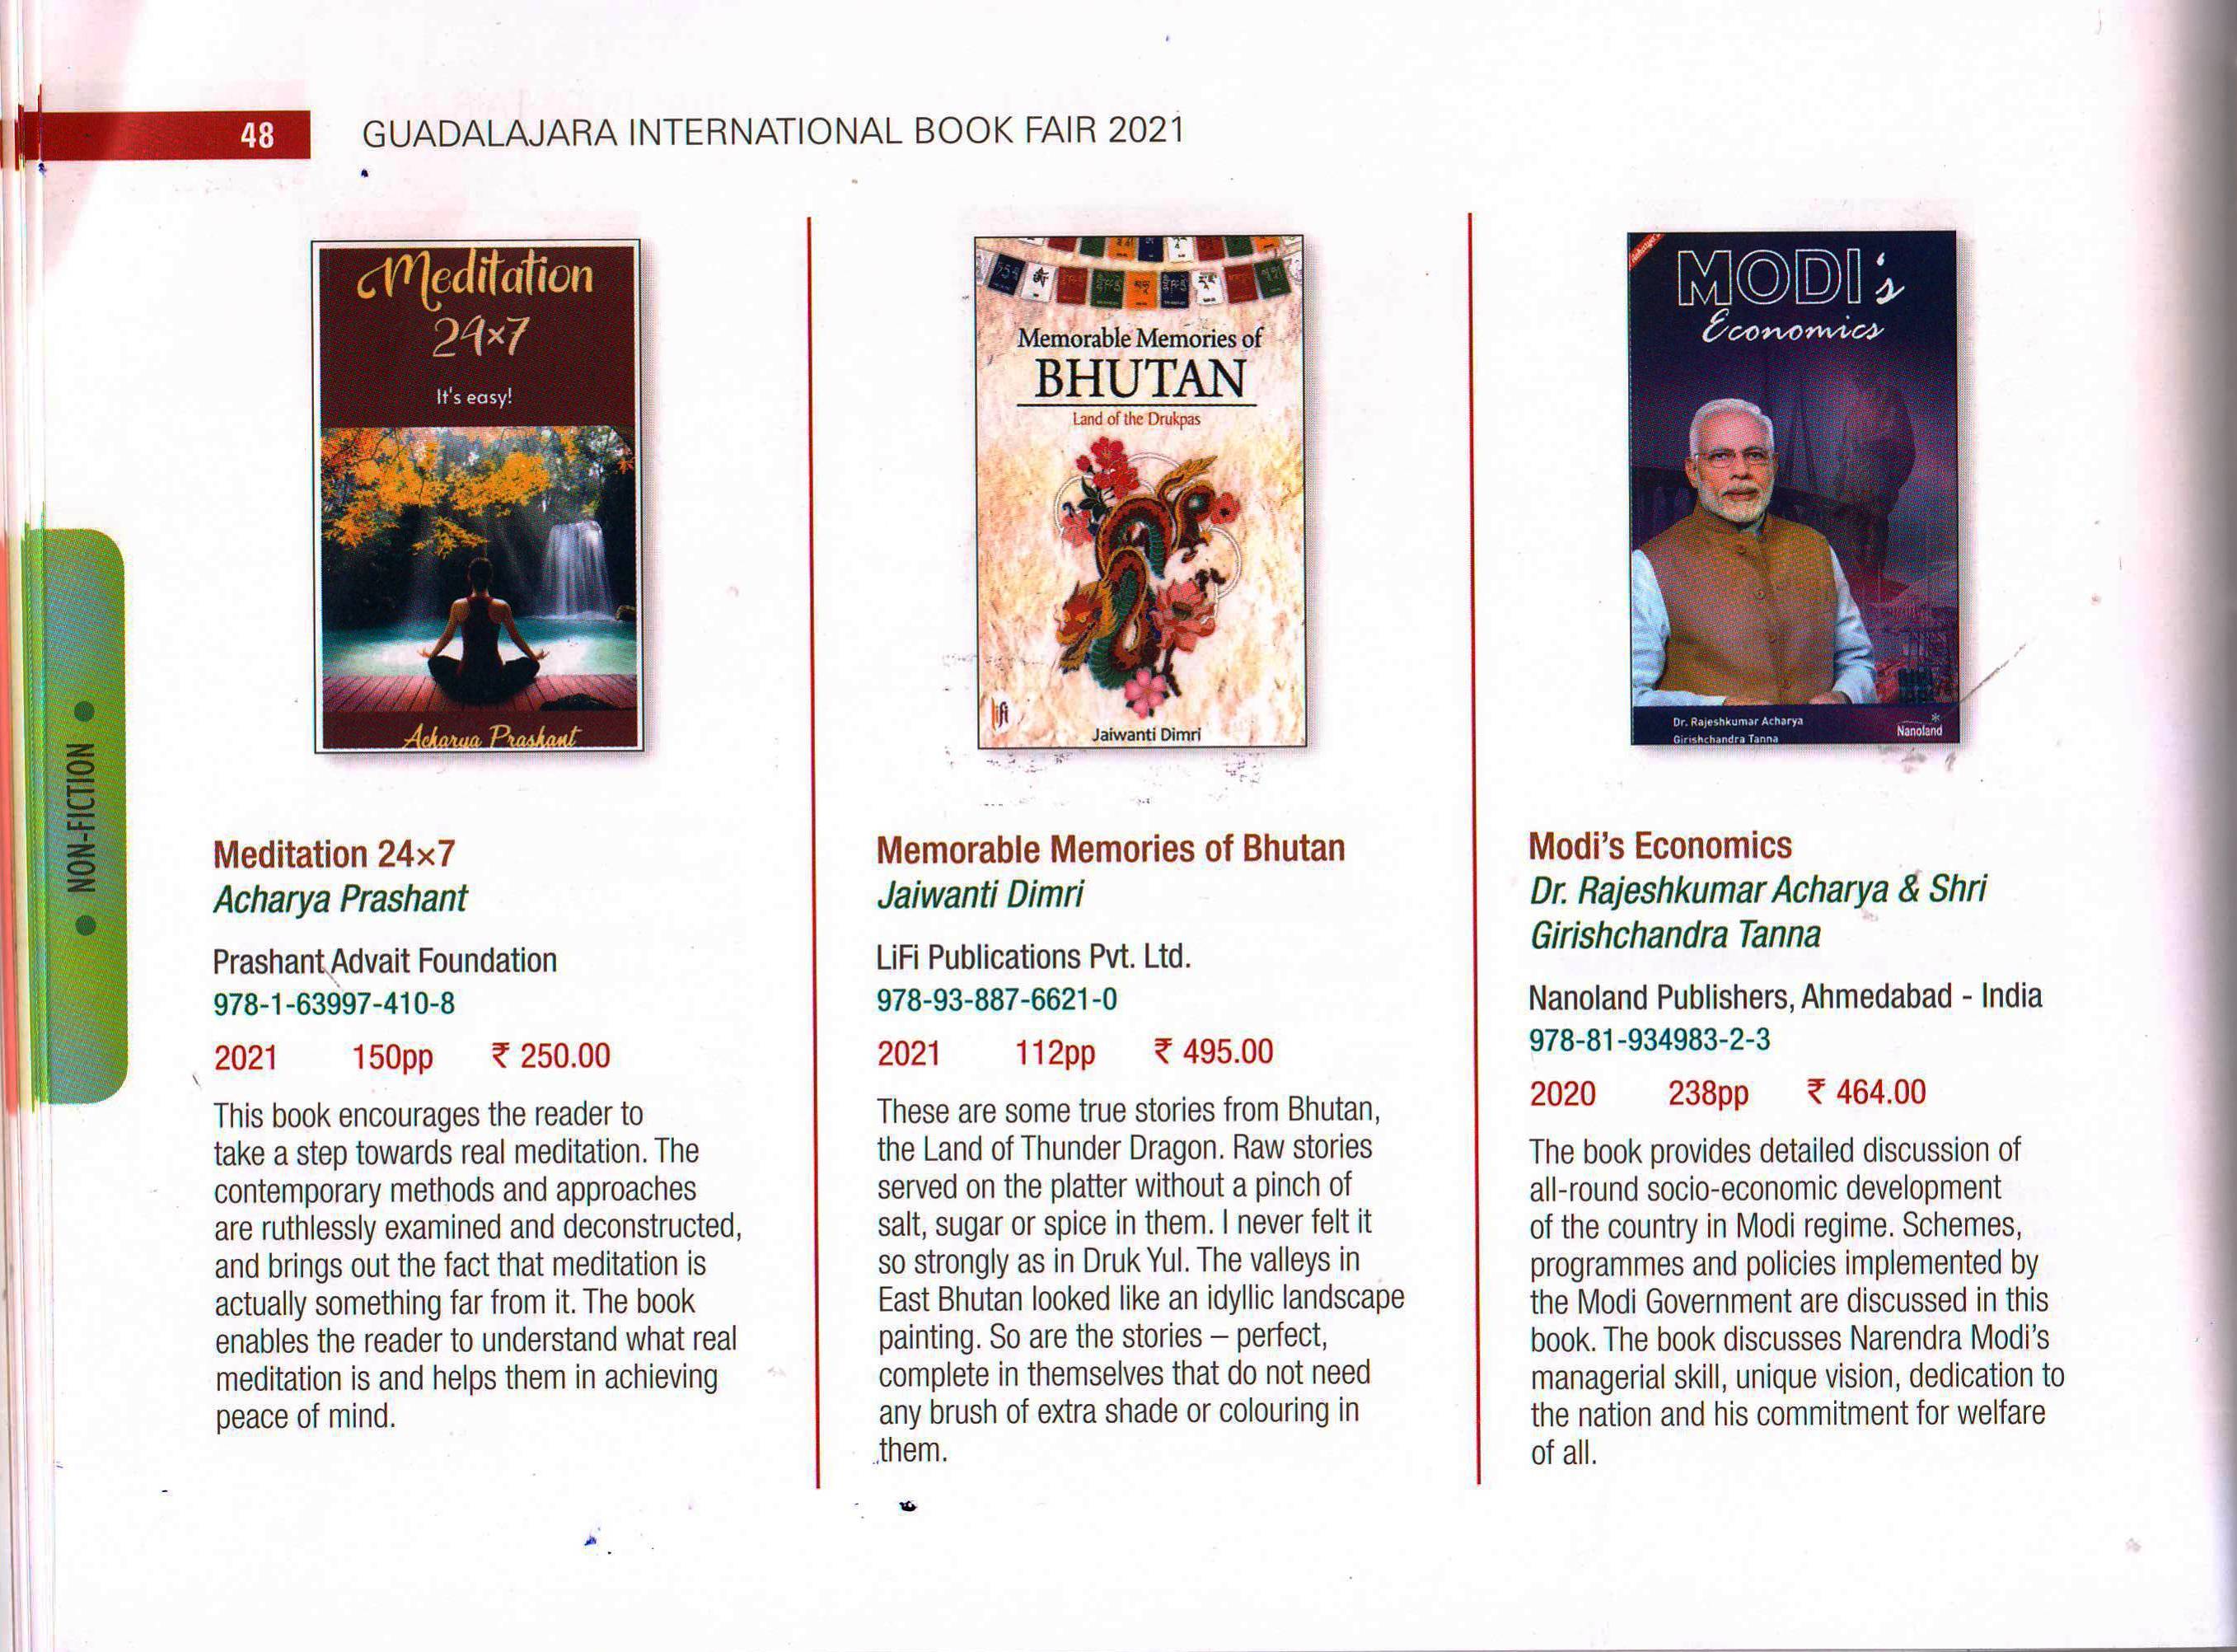 48
GUADALAJARA INTERNATIONAL BOOK FAIR 2021
NON-FICTION
Meditation
24×7
It's easy!
Acharya Prashant
Meditation 24×7
Acharya Prashant
Prashant Advait Foundation
978-1-63997-410-8
2021 150pp ₹ 250.00
This book encourages the reader to
take a step towards real meditation. The
contemporary methods and approaches
are ruthlessly examined and deconstructed,
and brings out the fact that meditation is
actually something far from it. The book
enables the reader to understand what real
meditation is and helps them in achieving
peace of mind.
Memorable Memories of
BHUTAN
Land of the Drukpas
lifi
Jaiwanti Dimri
Memorable Memories of Bhutan
Jaiwanti Dimri
LiFi Publications Pvt. Ltd.
978-93-887-6621-0
2021 112pp ₹ 495.00
These are some true stories from Bhutan,
the Land of Thunder Dragon. Raw stories
served on the platter without a pinch of
salt, sugar or spice in them. I never felt it
so strongly as in Druk Yul. The valleys in
East Bhutan looked like an idyllic landscape
painting. So are the stories – perfect,
complete in themselves that do not need
any brush of extra shade or colouring in
them.
MODI's
Economics
Dr. Rajeshkumar Acharya
Girishchandra Tanna
Nanoland
Modi's Economics
Dr. Rajeshkumar Acharya & Shri
Girishchandra Tanna
Nanoland Publishers, Ahmedabad - India
978-81-934983-2-3
2020 238pp ₹ 464.00
The book provides detailed discussion of
all-round socio-economic development
of the country in Modi regime. Schemes,
programmes and policies implemented by
the Modi Government are discussed in this
book. The book discusses Narendra Modi's
managerial skill, unique vision, dedication to
the nation and his commitment for welfare
of all.